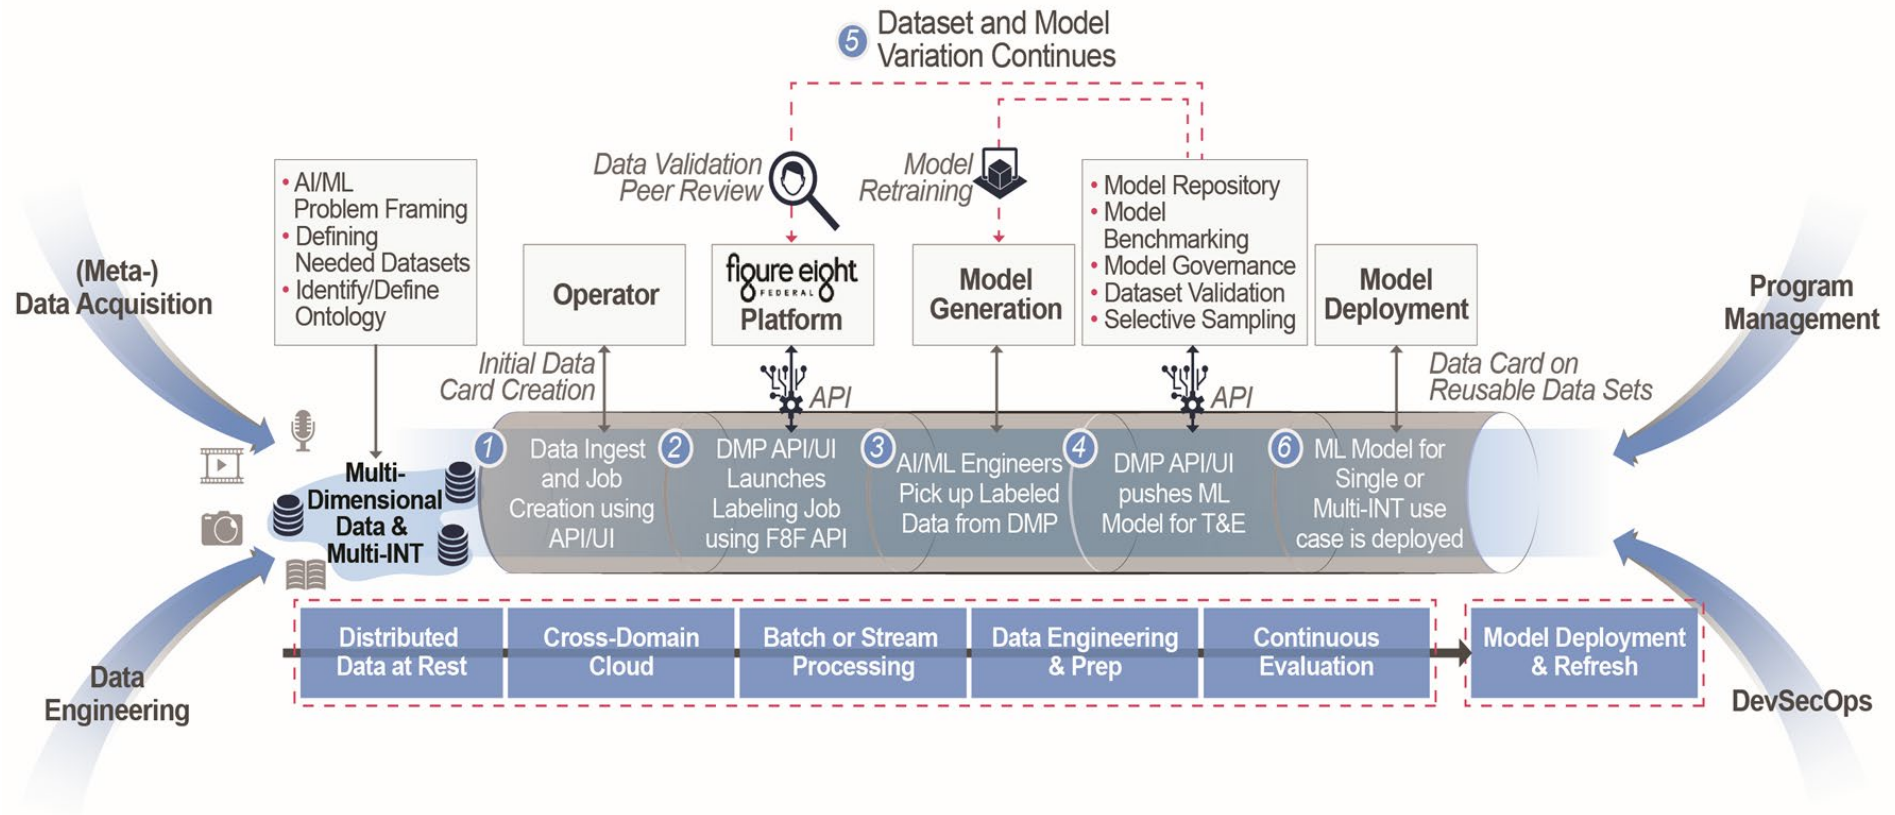 5
Dataset and Model
Variation Continues
Data Validation
Peer Review
Model
Retraining
• AI/ML
Problem Framing
• Defining
Needed Datasets
• Identify/Define
Ontology
Operator
figure eight
FEDERAL
Platform
Model
Generation
• Model Repository
• Model
Benchmarking
• Model Governance
• Dataset Validation
• Selective Sampling
Model
Deployment
(Meta-)
Data Acquisition
Program
Management
Initial Data
Card Creation
API
API
Data Card on
Reusable Data Sets
Multi-
Dimensional
Data &
Multi-INT
1
Data Ingest
and Job
Creation using
API/UI
2
DMP API/UI
Launches
Labeling Job
using F8F API
3
AI/ML Engineers
Pick up Labeled
Data from DMP
4
DMP API/UI
pushes ML
Model for T&E
6
ML Model for
Single or
Multi-INT use
case is deployed
Distributed
Data at Rest
Cross-Domain
Cloud
Batch or Stream
Processing
Data Engineering
& Prep
Continuous
Evaluation
Model Deployment
& Refresh
Data
Engineering
DevSecOps